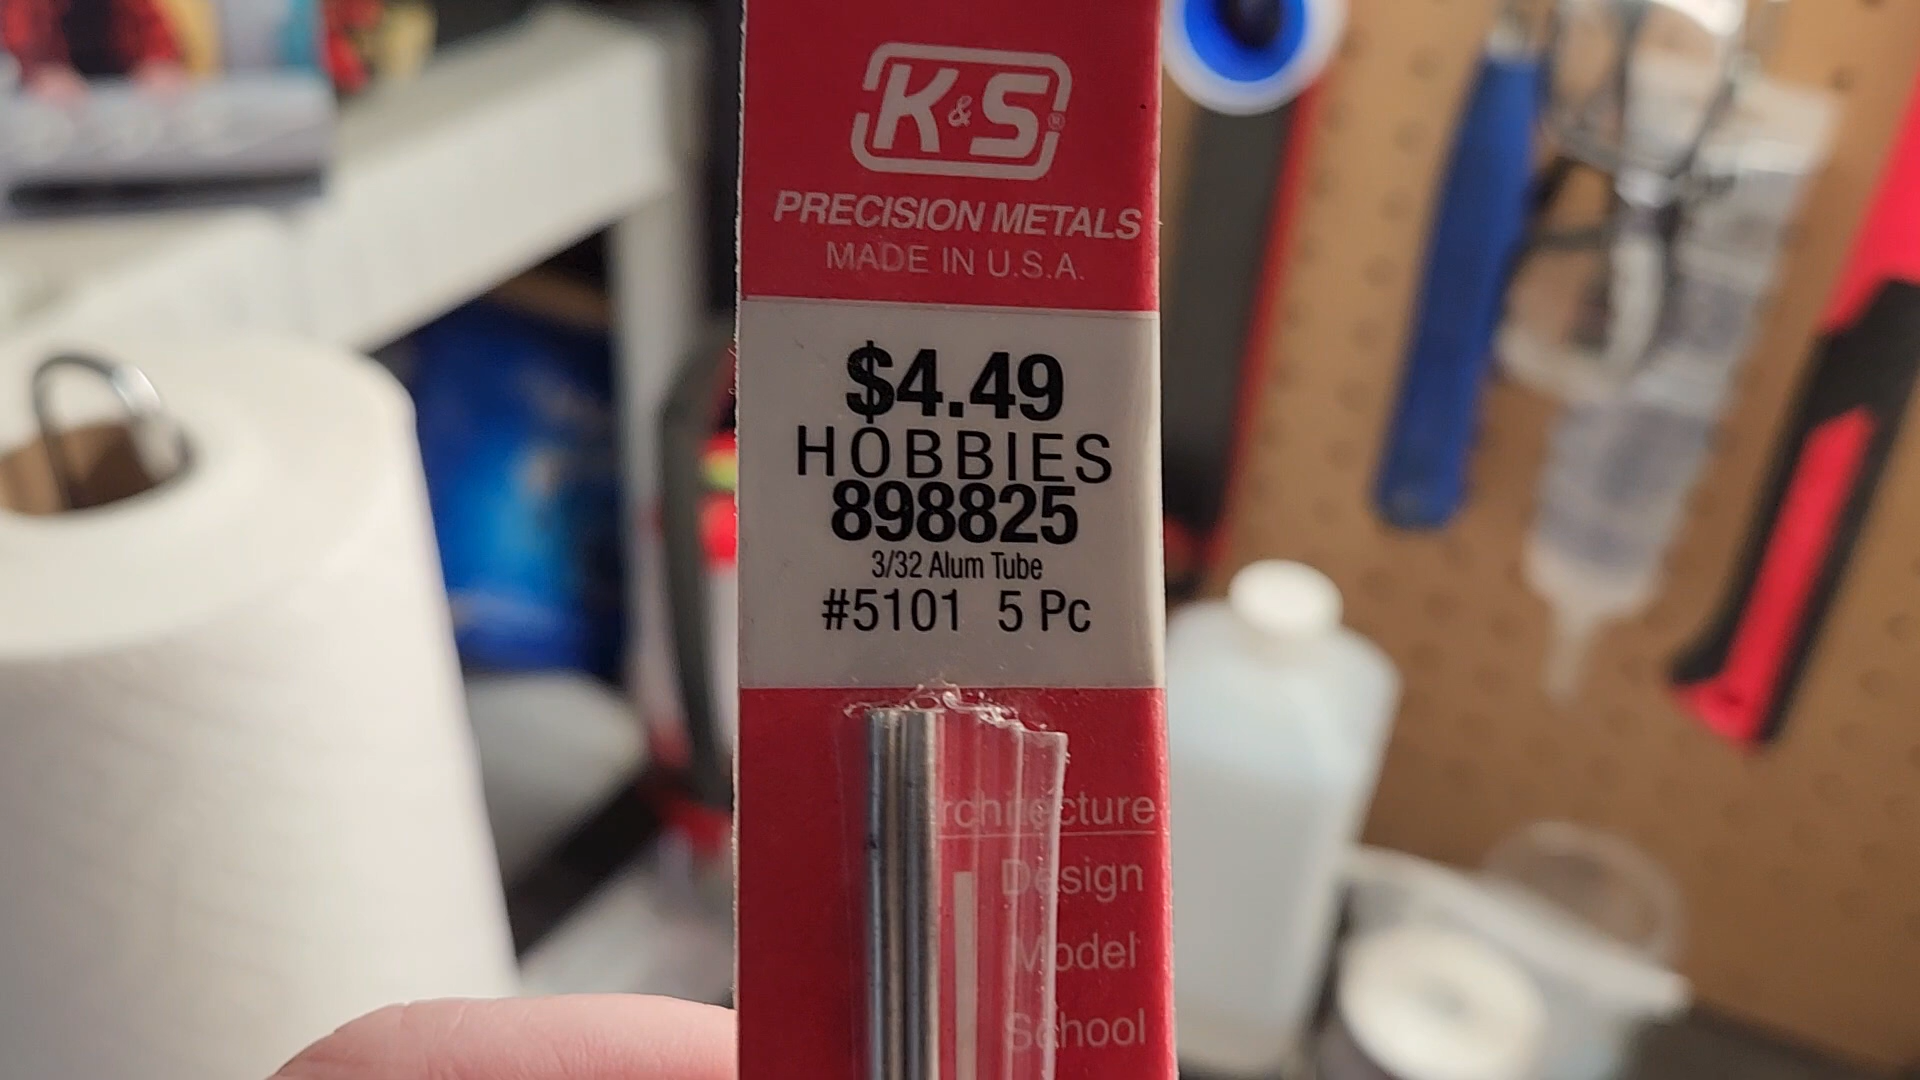 K&S®
PRECISION METALS
MADE IN U.S.A.
$4.49
HOBBIES
898825
3/32 Alum Tube
#5101 5 Pc
rchitecture
Design
Model
School